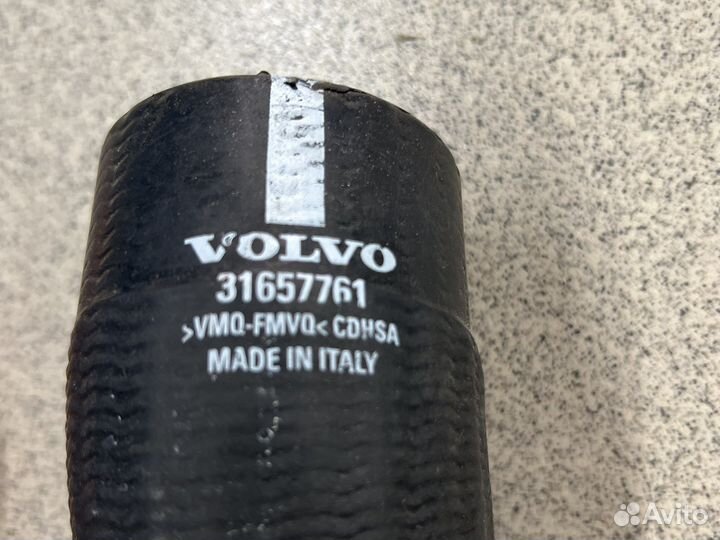 VOLVO
31657761
>VMQ-FMVQ< CDHSA
MADE IN ITALY
Avito